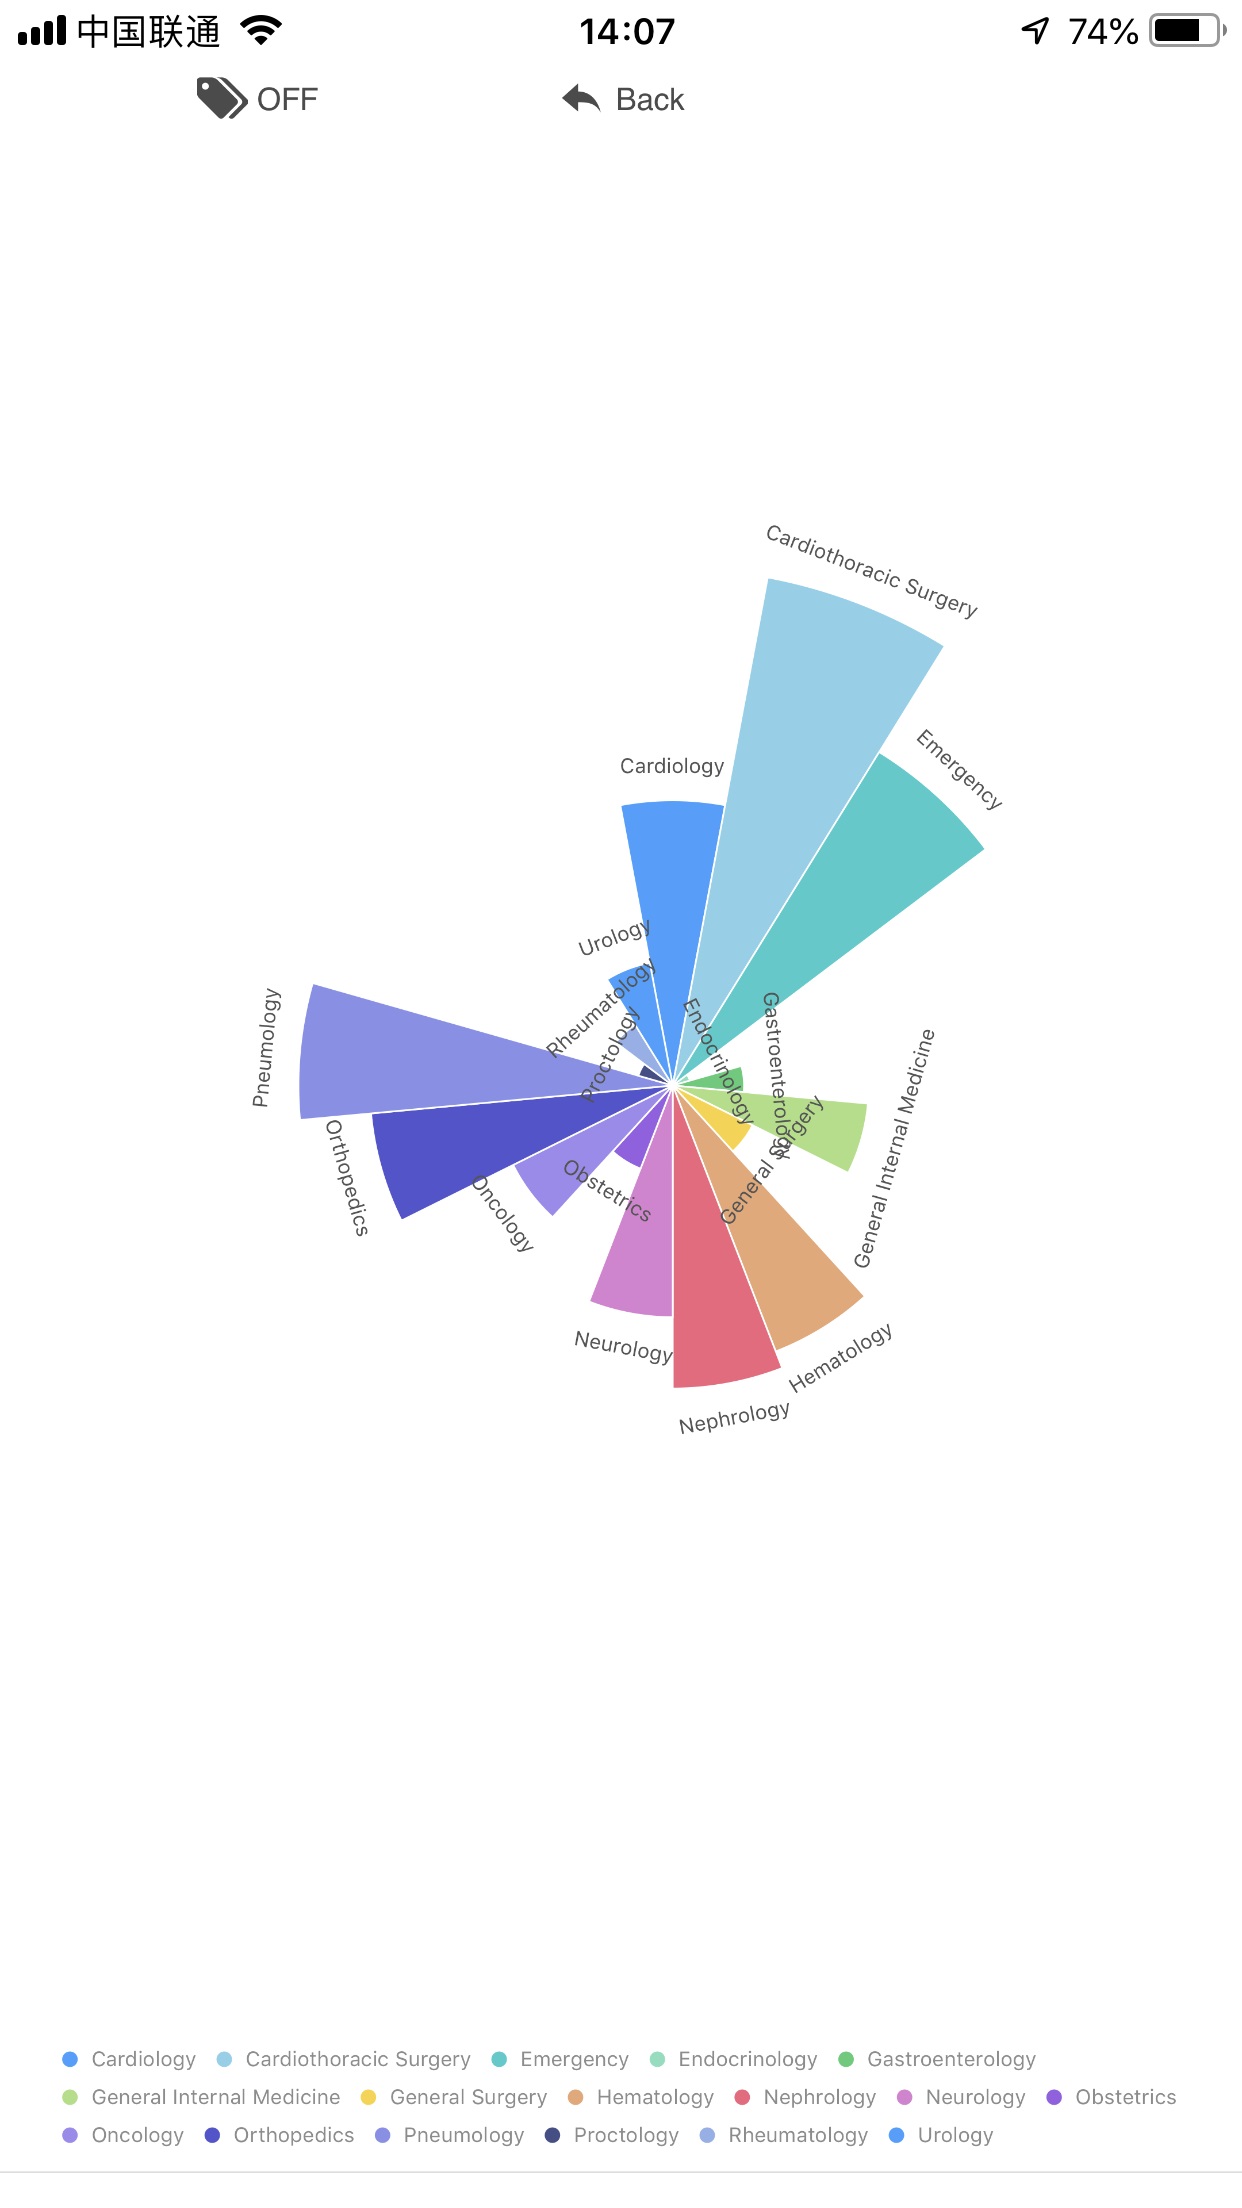 中国联通 14:07 74%
OFF Back
Cardiothoracic Surgery
Emergency
Cardiology
Urology
Rheumatology
Proctology
Endocrinology
Gastroenterology
Pneumology
General Internal Medicine
General Surgery
Orthopedics
Oncology
Obstetrics
Neurology
Hematology
Nephrology
Cardiology Cardiothoracic Surgery Emergency Endocrinology Gastroenterology
General Internal Medicine General Surgery Hematology Nephrology Neurology Obstetrics
Oncology Orthopedics Pneumology Proctology Rheumatology Urology